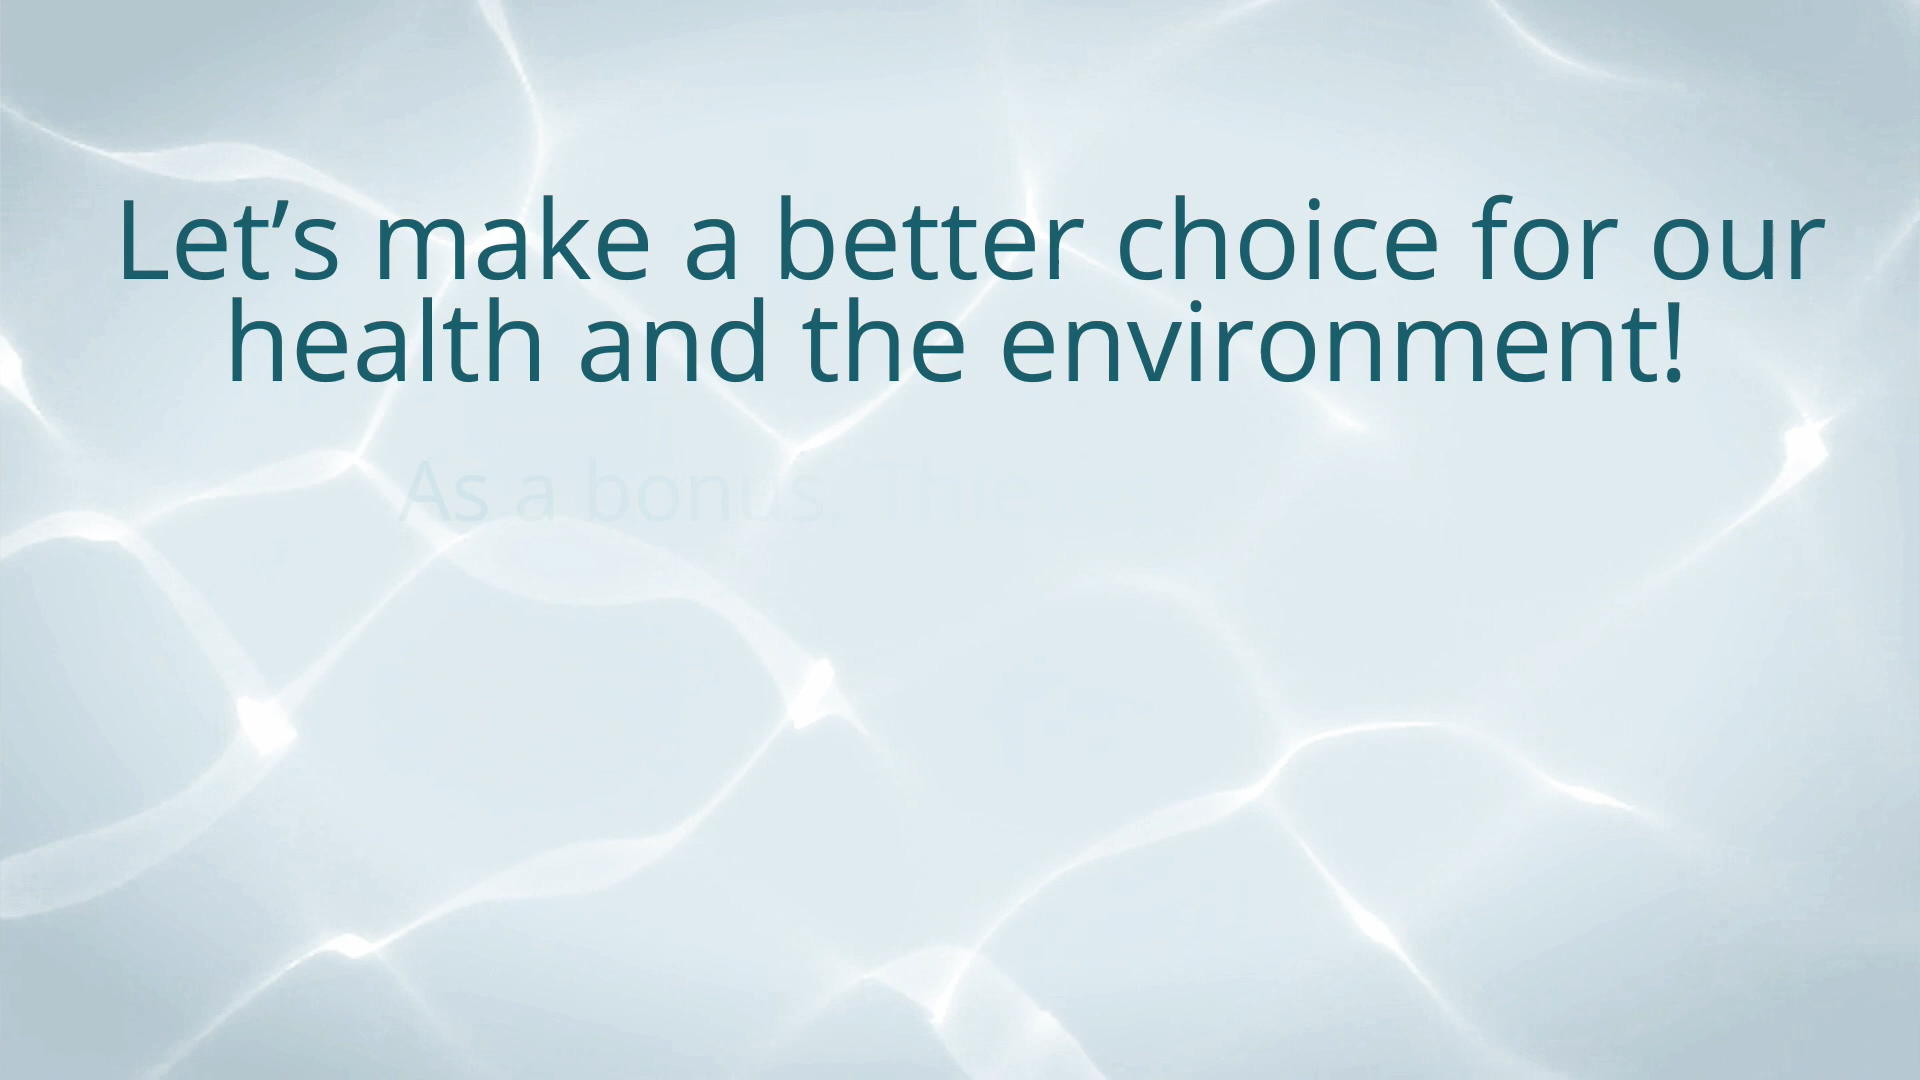 Let’s make a better choice for our
health and the environment!
As a bonus,